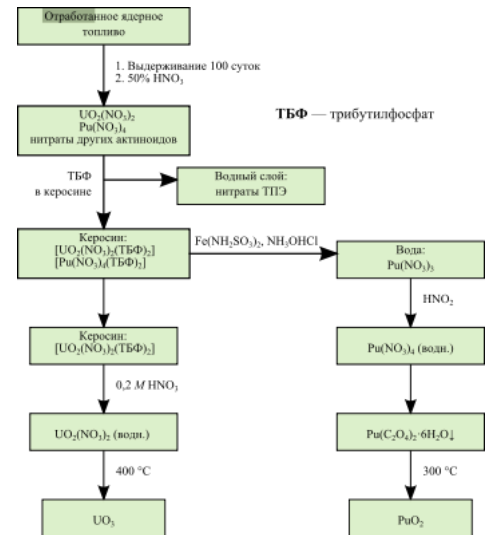 Отработанное ядерное
топливо
1. Выдерживание 100 суток
2. 50% HNO₃
UO₂(NO₃)₂
Pu(NO₃)₄
нитраты других актиноидов
ТБФ — трибутилфосфат
ТБФ
в керосине
Водный слой:
нитраты ТПЭ
Керосин:
[UO₂(NO₃)₂(ТБФ)₂]
[Pu(NO₃)₄(ТБФ)₂]
Fe(NH₂SO₃)₂, NH₃OHCl
Вода:
Pu(NO₃)₃
HNO₂
Керосин:
[UO₂(NO₃)₂(ТБФ)₂]
Pu(NO₃)₄ (водн.)
0,2 M HNO₃
UO₂(NO₃)₂ (водн.)
Pu(C₂O₄)₂·6H₂O↓
400 °C
300 °C
UO₃
PuO₂